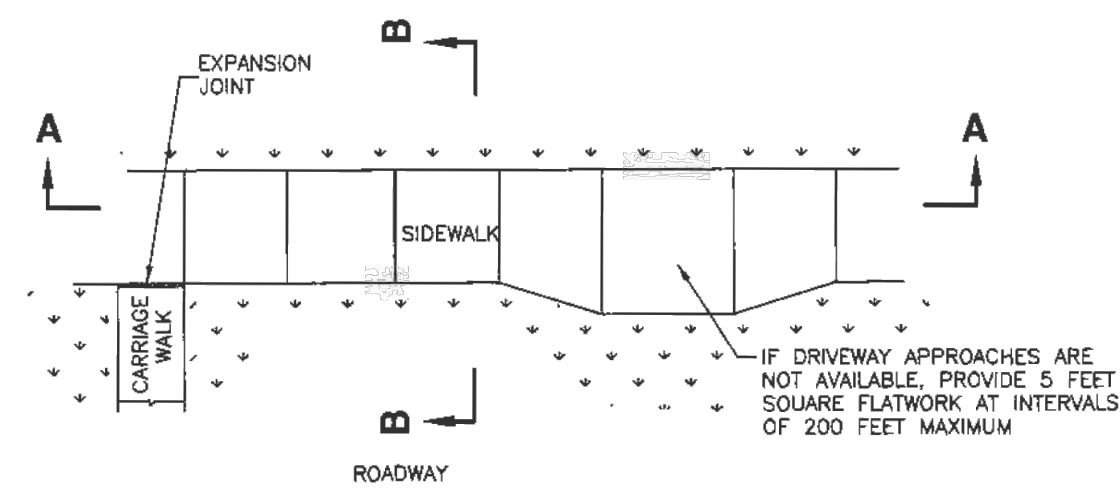 B
EXPANSION
JOINT
A
A
SIDEWALK
CARRIAGE
WALK
IF DRIVEWAY APPROACHES ARE
NOT AVAILABLE, PROVIDE 5 FEET
SQUARE FLATWORK AT INTERVALS
OF 200 FEET MAXIMUM
B
ROADWAY